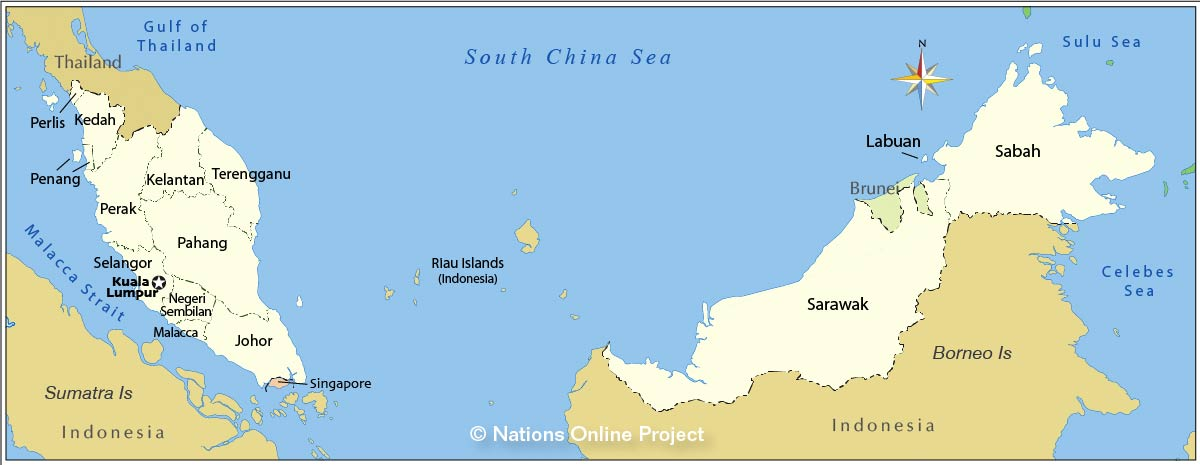 Gulf of
Thailand
South China Sea
Sulu Sea
N
Thailand
Perlis
Kedah
Labuan
Sabah
Penang
Kelantan
Terengganu
Brunei
Perak
Pahang
Malacca Strait
Selangor
Riau Islands
(Indonesia)
Celebes
Sea
Kuala
Lumpur
Negeri
Sembilan
Sarawak
Malacca
Johor
Borneo Is
Singapore
Sumatra Is
Indonesia
Indonesia
© Nations Online Project